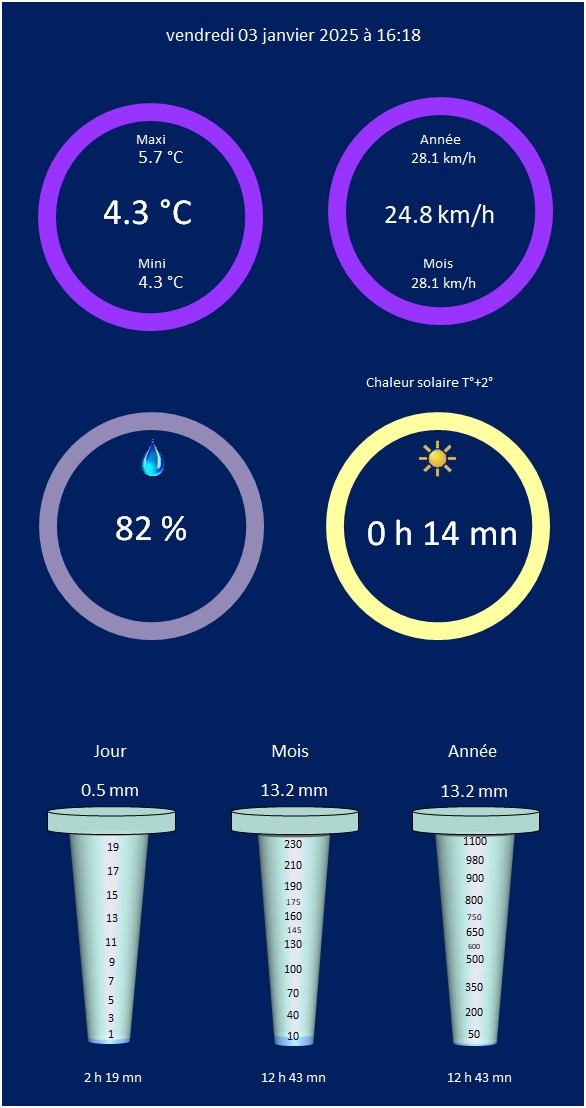 vendredi 03 janvier 2025 à 16:18
Maxi
5.7 °C
4.3 °C
Mini
4.3 °C
Année
28.1 km/h
24.8 km/h
Mois
28.1 km/h
Chaleur solaire T°+2°
82 %
0 h 14 mn
Jour
0.5 mm
19
17
15
13
11
9
7
5
3
1
2 h 19 mn
Mois
13.2 mm
230
210
190
175
160
145
130
100
70
40
10
12 h 43 mn
Année
13.2 mm
1100
980
900
800
750
650
600
500
350
200
50
12 h 43 mn